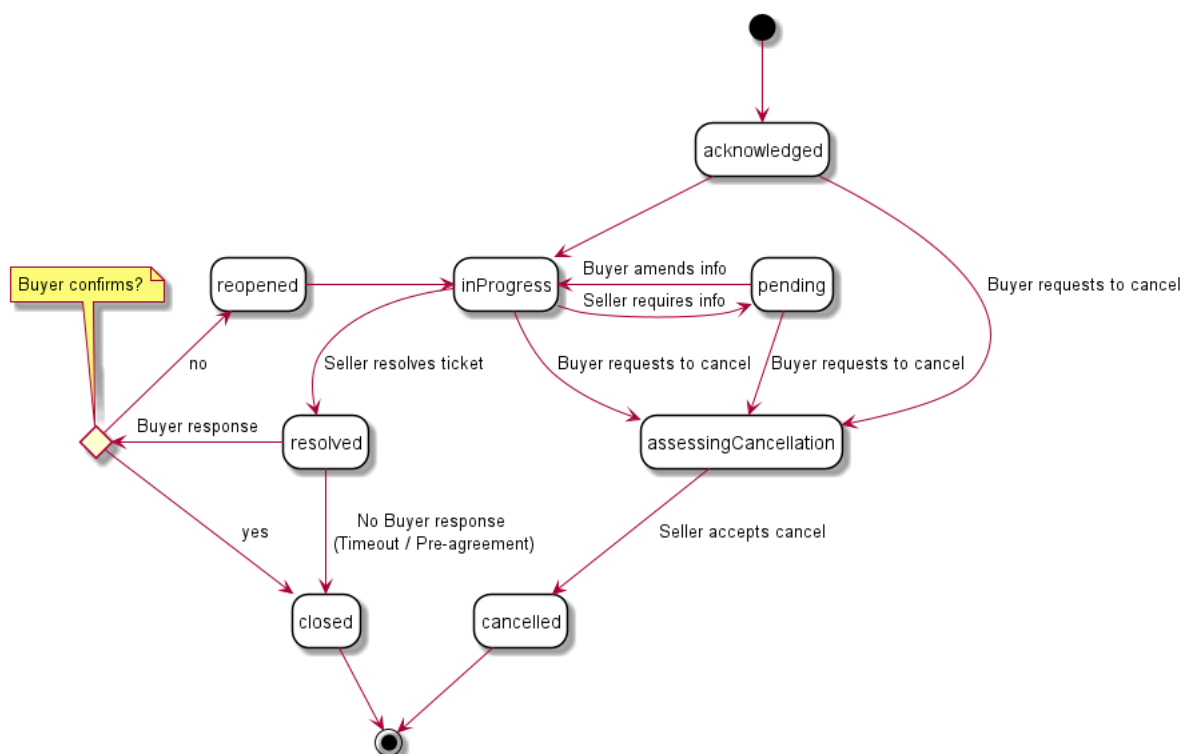 acknowledged
Buyer confirms?
reopened
inProgress
Buyer amends info
Seller requires info
pending
Buyer requests to cancel
no
Seller resolves ticket
Buyer requests to cancel
Buyer requests to cancel
Buyer response
resolved
assessingCancellation
yes
No Buyer response
(Timeout / Pre-agreement)
Seller accepts cancel
closed
cancelled